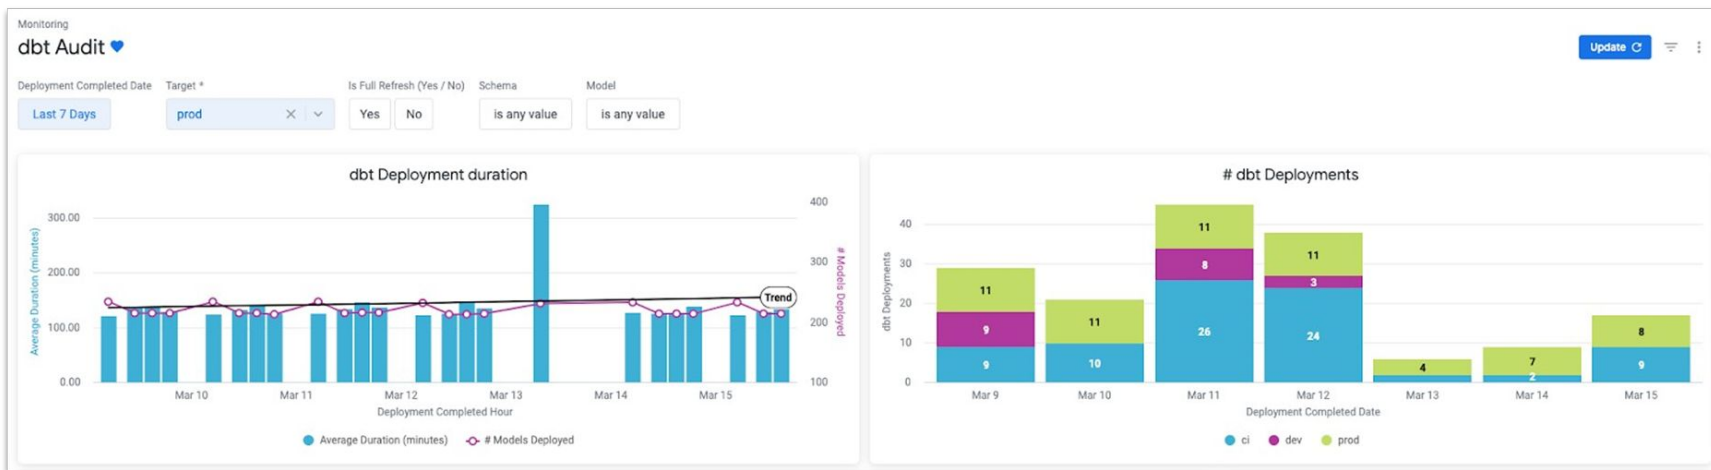 Monitoring
dbt Audit
Update
Deployment Completed Date
Target *
Is Full Refresh (Yes / No)
Schema
Model
Last 7 Days
prod
Yes
No
is any value
is any value
dbt Deployment duration
Average Duration (minutes)
300.00
200.00
100.00
0.00
400
300
200
100
# Models Deployed
Trend
Mar 10
Mar 11
Mar 12
Mar 13
Mar 14
Mar 15
Deployment Completed Hour
Average Duration (minutes)
# Models Deployed
# dbt Deployments
dbt Deployments
40
30
20
10
0
11
9
9
11
10
11
8
26
11
3
24
4
7
2
8
9
Mar 9
Mar 10
Mar 11
Mar 12
Mar 13
Mar 14
Mar 15
Deployment Completed Date
ci
dev
prod